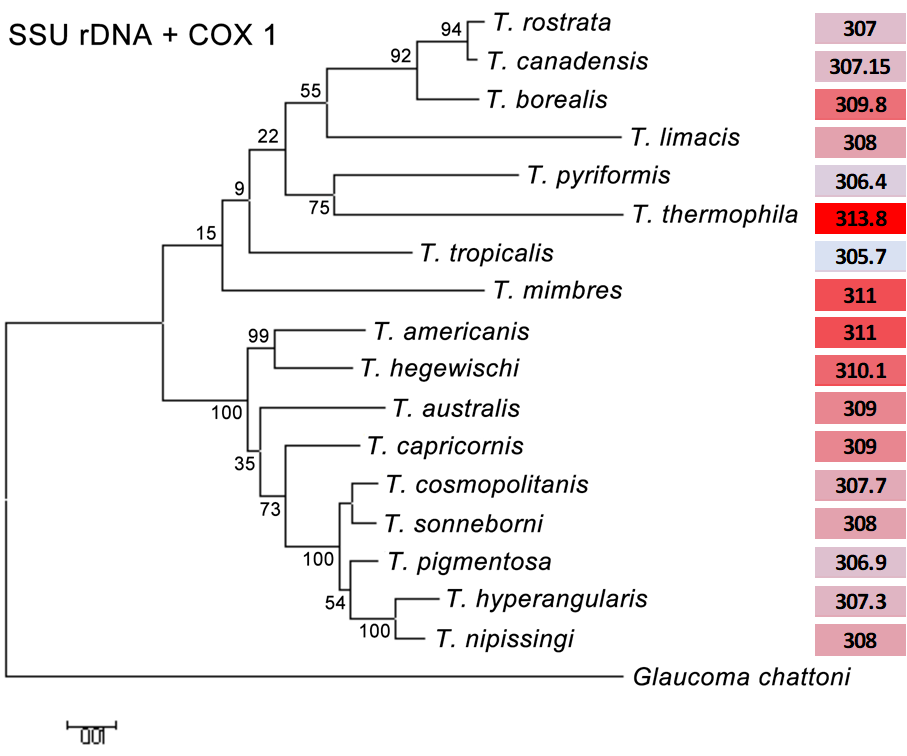 SSU rDNA + COX 1
94 T. rostrata 307
T. canadensis 307.15
92
T. borealis 309.8
55
T. limacis 308
22
T. pyriformis 306.4
75
T. thermophila 313.8
9
T. tropicalis 305.7
15
T. mimbres 311
T. americanis 311
99
T. hegewischi 310.1
100
T. australis 309
35
T. capricornis 309
73
T. cosmopolitanis 307.7
T. sonneborni 308
100
T. pigmentosa 306.9
54
T. hyperangularis 307.3
100
T. nipissingi 308
Glaucoma chattoni